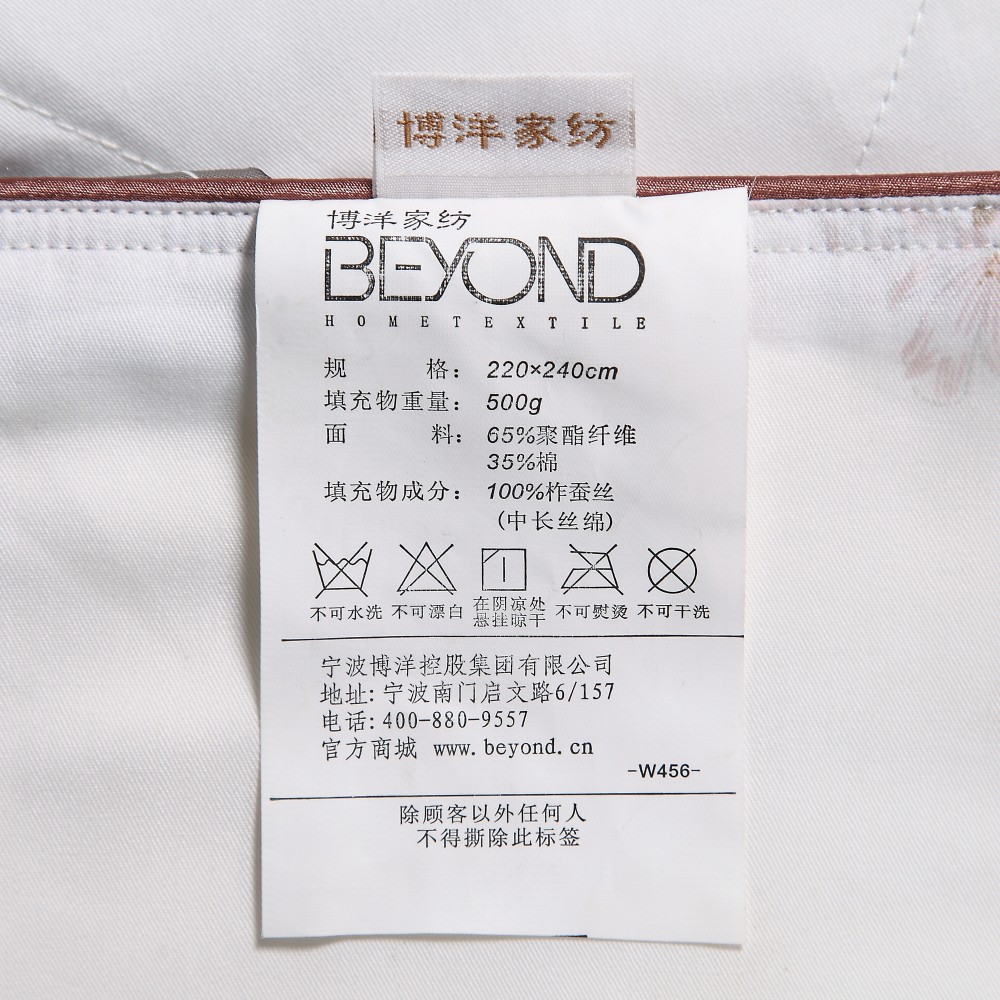 博洋家纺
博洋家纺
BEYOND
HOMETEXTILE
规 格：220×240cm
填充物重量：500g
面 料：65%聚酯纤维
35%棉
填充物成分：100%柞蚕丝
(中长丝绵)
不可水洗 不可漂白 在阴凉处悬挂晾干 不可熨烫 不可干洗
宁波博洋控股集团有限公司
地址:宁波南门启文路6/157
电话:400-880-9557
官方商城 www.beyond.cn
-W456-
除顾客以外任何人
不得撕除此标签